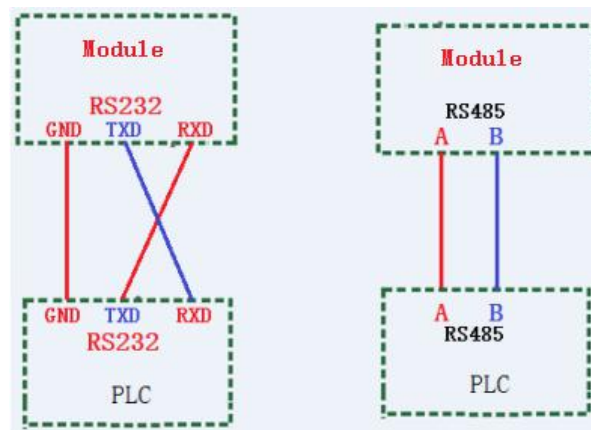 Module
RS232
GND TXD RXD
GND TXD RXD
RS232
PLC
Module
RS485
A B
A B
RS485
PLC